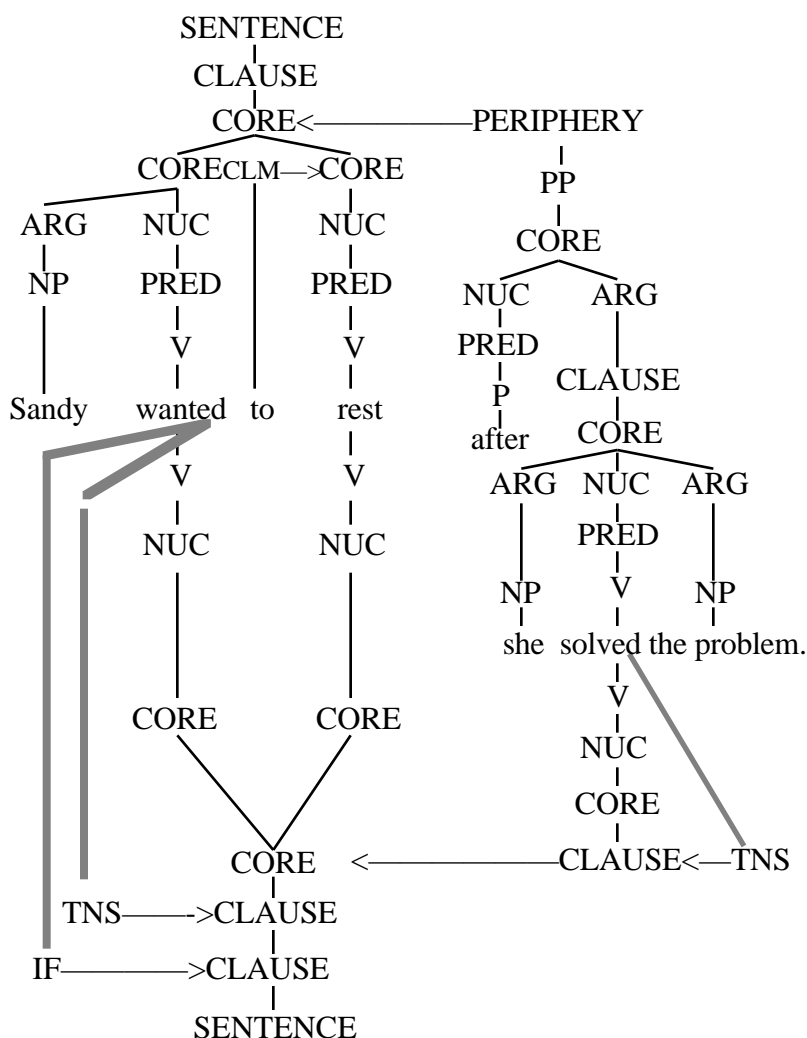 SENTENCE
CLAUSE
CORE<————————PERIPHERY
CORECLM—>CORE PP
ARG NUC NUC CORE
NP PRED PRED NUC ARG
V V PRED
P CLAUSE
Sandy wanted to rest after CORE
V V ARG NUC ARG
NUC NUC PRED
NP V NP
she solved the problem.
V
CORE CORE NUC
CORE
CORE <—————————CLAUSE<—TNS
TNS——->CLAUSE
IF—————>CLAUSE
SENTENCE